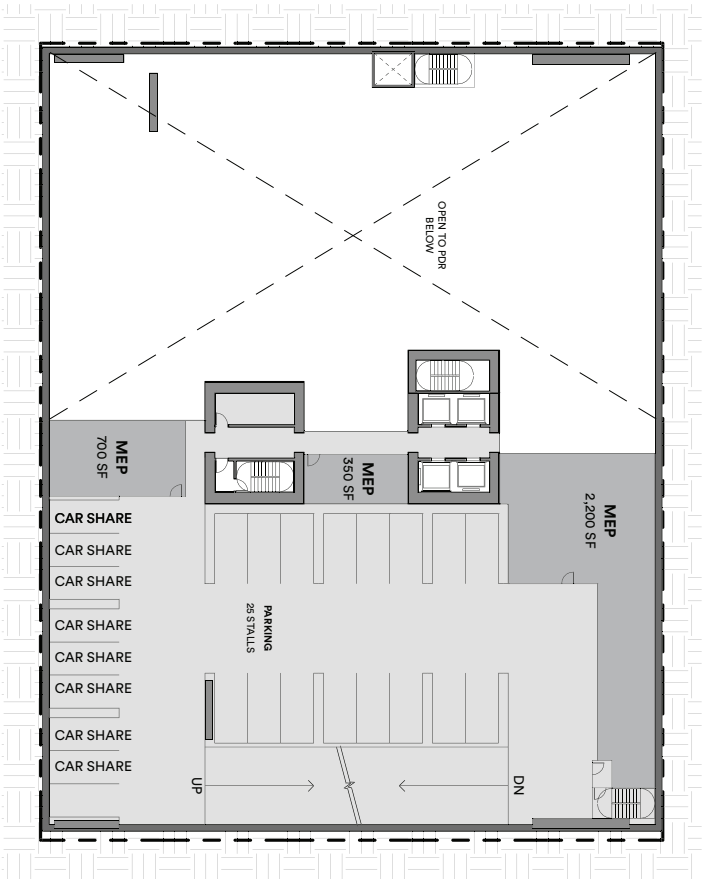 OPEN TO PDR
BELOW
MEP
700 SF
MEP
350 SF
MEP
2,200 SF
CAR SHARE
CAR SHARE
CAR SHARE
CAR SHARE
CAR SHARE
CAR SHARE
CAR SHARE
CAR SHARE
PARKING
25 STALLS
UP
DN